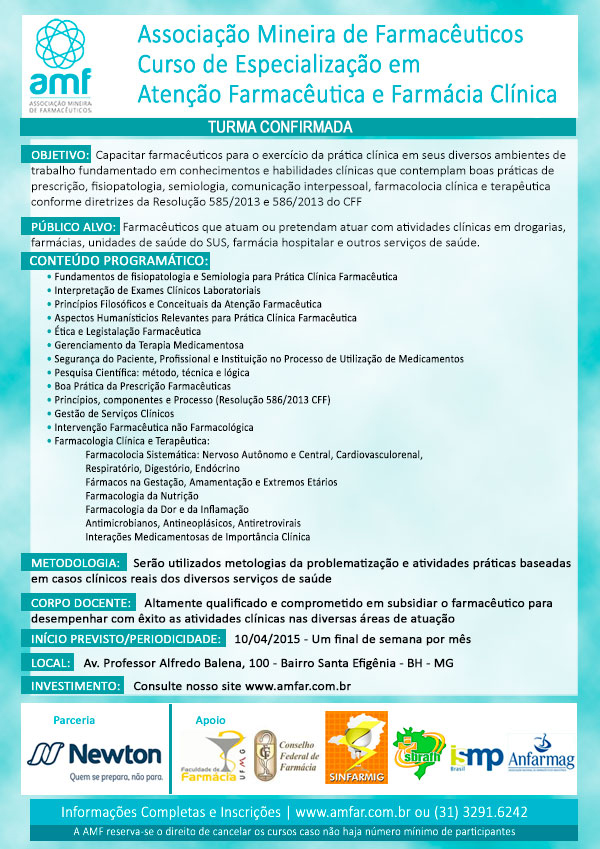 Associação Mineira de Farmacêuticos
Curso de Especialização em
Atenção Farmacêutica e Farmácia Clínica
amf
ASSOCIAÇÃO MINEIRA
DE FARMACÊUTICOS
TURMA CONFIRMADA
OBJETIVO: Capacitar farmacêuticos para o exercício da prática clínica em seus diversos ambientes de
trabalho fundamentado em conhecimentos e habilidades clínicas que contemplam boas práticas de
prescrição, fisiopatologia, semiologia, comunicação interpessoal, farmacolocia clínica e terapêutica
conforme diretrizes da Resolução 585/2013 e 586/2013 do CFF
PÚBLICO ALVO: Farmacêuticos que atuam ou pretendam atuar com atividades clínicas em drogarias,
farmácias, unidades de saúde do SUS, farmácia hospitalar e outros serviços de saúde.
CONTEÚDO PROGRAMÁTICO:
• Fundamentos de fisiopatologia e Semiologia para Prática Clínica Farmacêutica
• Interpretação de Exames Clínicos Laboratoriais
• Princípios Filosóficos e Conceituais da Atenção Farmacêutica
• Aspectos Humanísticios Relevantes para Prática Clínica Farmacêutica
• Ética e Legistalação Farmacêutica
• Gerenciamento da Terapia Medicamentosa
• Segurança do Paciente, Profissional e Instituição no Processo de Utilização de Medicamentos
• Pesquisa Científica: método, técnica e lógica
• Boa Prática da Prescrição Farmacêuticas
• Princípios, componentes e Processo (Resolução 586/2013 CFF)
• Gestão de Serviços Clínicos
• Intervenção Farmacêutica não Farmacológica
• Farmacologia Clínica e Terapêutica:
Farmacolocia Sistemática: Nervoso Autônomo e Central, Cardiovasculorenal,
Respiratório, Digestório, Endócrino
Fármacos na Gestação, Amamentação e Extremos Etários
Farmacologia da Nutrição
Farmacologia da Dor e da Inflamação
Antimicrobianos, Antineoplásicos, Antiretrovirais
Interações Medicamentosas de Importância Clínica
METODOLOGIA: Serão utilizados metologias da problematização e atividades práticas baseadas
em casos clínicos reais dos diversos serviços de saúde
CORPO DOCENTE: Altamente qualificado e comprometido em subsidiar o farmacêutico para
desempenhar com êxito as atividades clínicas nas diversas áreas de atuação
INÍCIO PREVISTO/PERIODICIDADE: 10/04/2015 - Um final de semana por mês
LOCAL: Av. Professor Alfredo Balena, 100 - Bairro Santa Efigênia - BH - MG
INVESTIMENTO: Consulte nosso site www.amfar.com.br
Parceria
Apoio
Newton
Quem se prepara, não para.
Faculdade de
Farmácia
UFMG
Conselho
Federal de
Farmácia
SINFARMIG
sbrafh
ismp
Brasil
Anfarmag
Informações Completas e Inscrições | www.amfar.com.br ou (31) 3291.6242
A AMF reserva-se o direito de cancelar os cursos caso não haja número mínimo de participantes